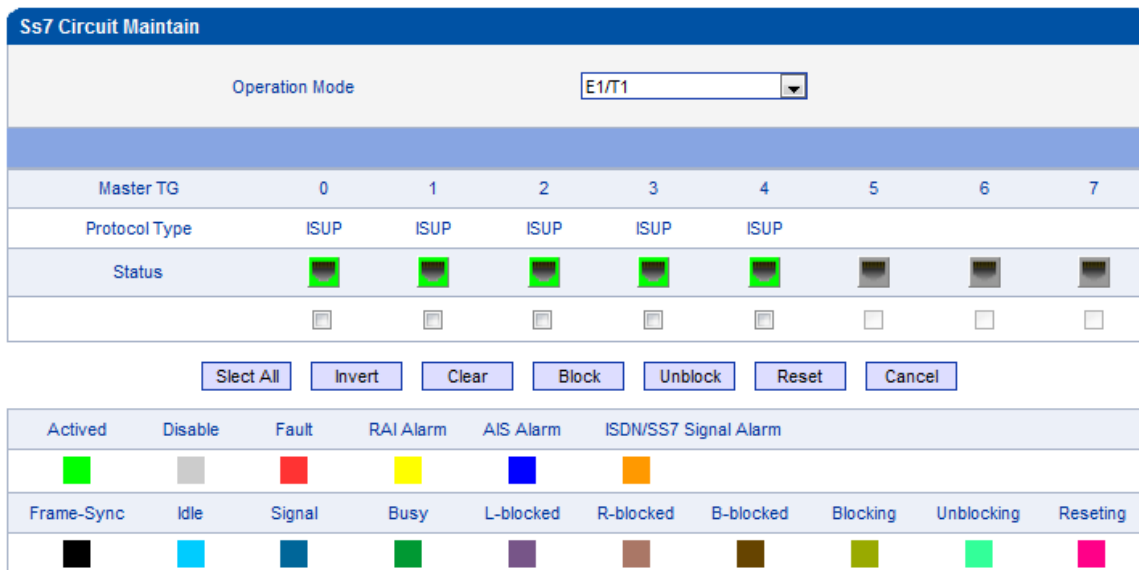 Ss7 Circuit Maintain
Operation Mode E1/T1
Master TG 0 1 2 3 4 5 6 7
Protocol Type ISUP ISUP ISUP ISUP ISUP
Status
Slect All Invert Clear Block Unblock Reset Cancel
Actived Disable Fault RAI Alarm AIS Alarm ISDN/SS7 Signal Alarm
Frame-Sync Idle Signal Busy L-blocked R-blocked B-blocked Blocking Unblocking Reseting